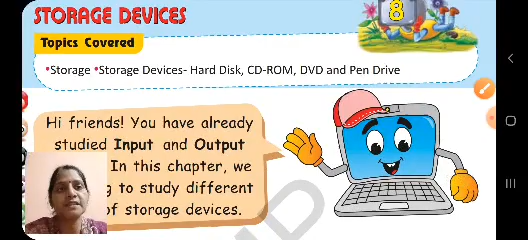 STORAGE DEVICES
8
Topics Covered
•Storage •Storage Devices- Hard Disk, CD-ROM, DVD and Pen Drive
Hi friends! You have already
studied Input and Output
In this chapter, we
to study different
of storage devices.